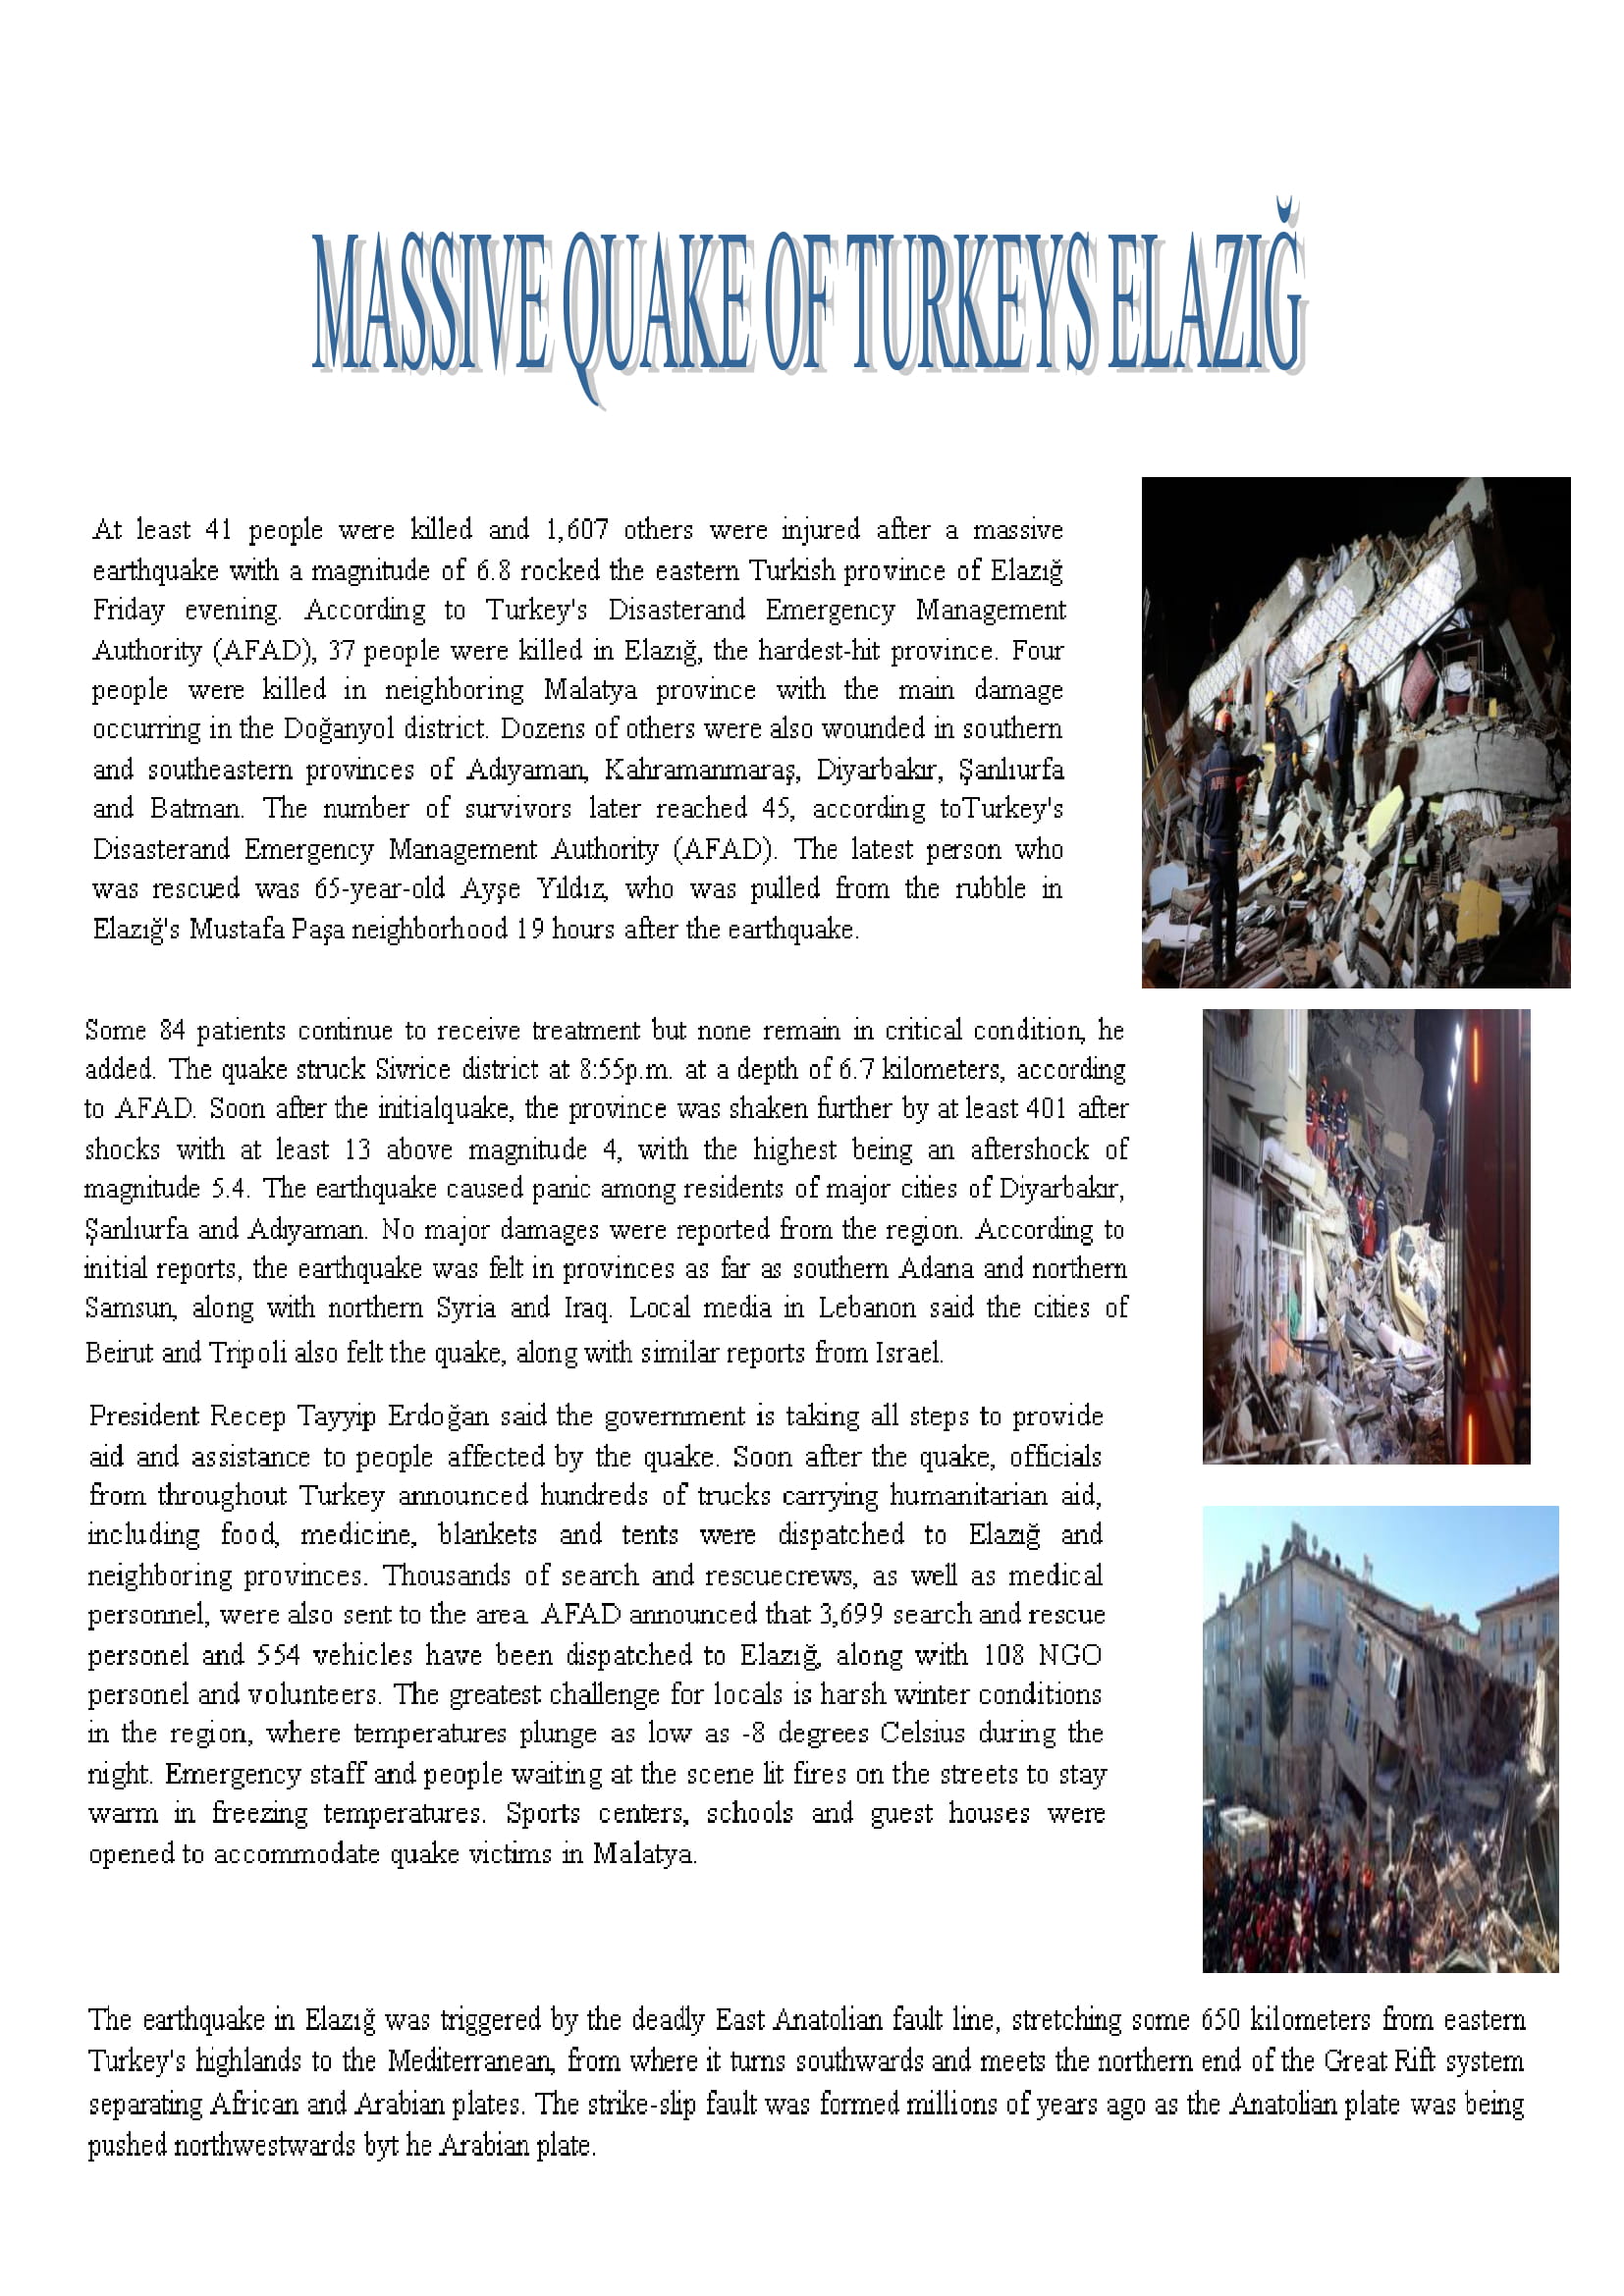 MASSIVE QUAKE OF TURKEYS ELAZIĞ
At least 41 people were killed and 1,607 others were injured after a massive
earthquake with a magnitude of 6.8 rocked the eastern Turkish province of Elazığ
Friday evening. According to Turkey's Disasterand Emergency Management
Authority (AFAD), 37 people were killed in Elazığ, the hardest-hit province. Four
people were killed in neighboring Malatya province with the main damage
occurring in the Doğanyol district. Dozens of others were also wounded in southern
and southeastern provinces of Adıyaman, Kahramanmaraş, Diyarbakır, Şanlıurfa
and Batman. The number of survivors later reached 45, according toTurkey's
Disasterand Emergency Management Authority (AFAD). The latest person who
was rescued was 65-year-old Ayşe Yıldız, who was pulled from the rubble in
Elazığ's Mustafa Paşa neighborhood 19 hours after the earthquake.
Some 84 patients continue to receive treatment but none remain in critical condition, he
added. The quake struck Sivrice district at 8:55p.m. at a depth of 6.7 kilometers, according
to AFAD. Soon after the initialquake, the province was shaken further by at least 401 after
shocks with at least 13 above magnitude 4, with the highest being an aftershock of
magnitude 5.4. The earthquake caused panic among residents of major cities of Diyarbakır,
Şanlıurfa and Adıyaman. No major damages were reported from the region. According to
initial reports, the earthquake was felt in provinces as far as southern Adana and northern
Samsun, along with northern Syria and Iraq. Local media in Lebanon said the cities of
Beirut and Tripoli also felt the quake, along with similar reports from Israel.
President Recep Tayyip Erdoğan said the government is taking all steps to provide
aid and assistance to people affected by the quake. Soon after the quake, officials
from throughout Turkey announced hundreds of trucks carrying humanitarian aid,
including food, medicine, blankets and tents were dispatched to Elazığ and
neighboring provinces. Thousands of search and rescuecrews, as well as medical
personnel, were also sent to the area. AFAD announced that 3,699 search and rescue
personel and 554 vehicles have been dispatched to Elazığ, along with 108 NGO
personel and volunteers. The greatest challenge for locals is harsh winter conditions
in the region, where temperatures plunge as low as -8 degrees Celsius during the
night. Emergency staff and people waiting at the scene lit fires on the streets to stay
warm in freezing temperatures. Sports centers, schools and guest houses were
opened to accommodate quake victims in Malatya.
The earthquake in Elazığ was triggered by the deadly East Anatolian fault line, stretching some 650 kilometers from eastern
Turkey's highlands to the Mediterranean, from where it turns southwards and meets the northern end of the Great Rift system
separating African and Arabian plates. The strike-slip fault was formed millions of years ago as the Anatolian plate was being
pushed northwestwards byt he Arabian plate.